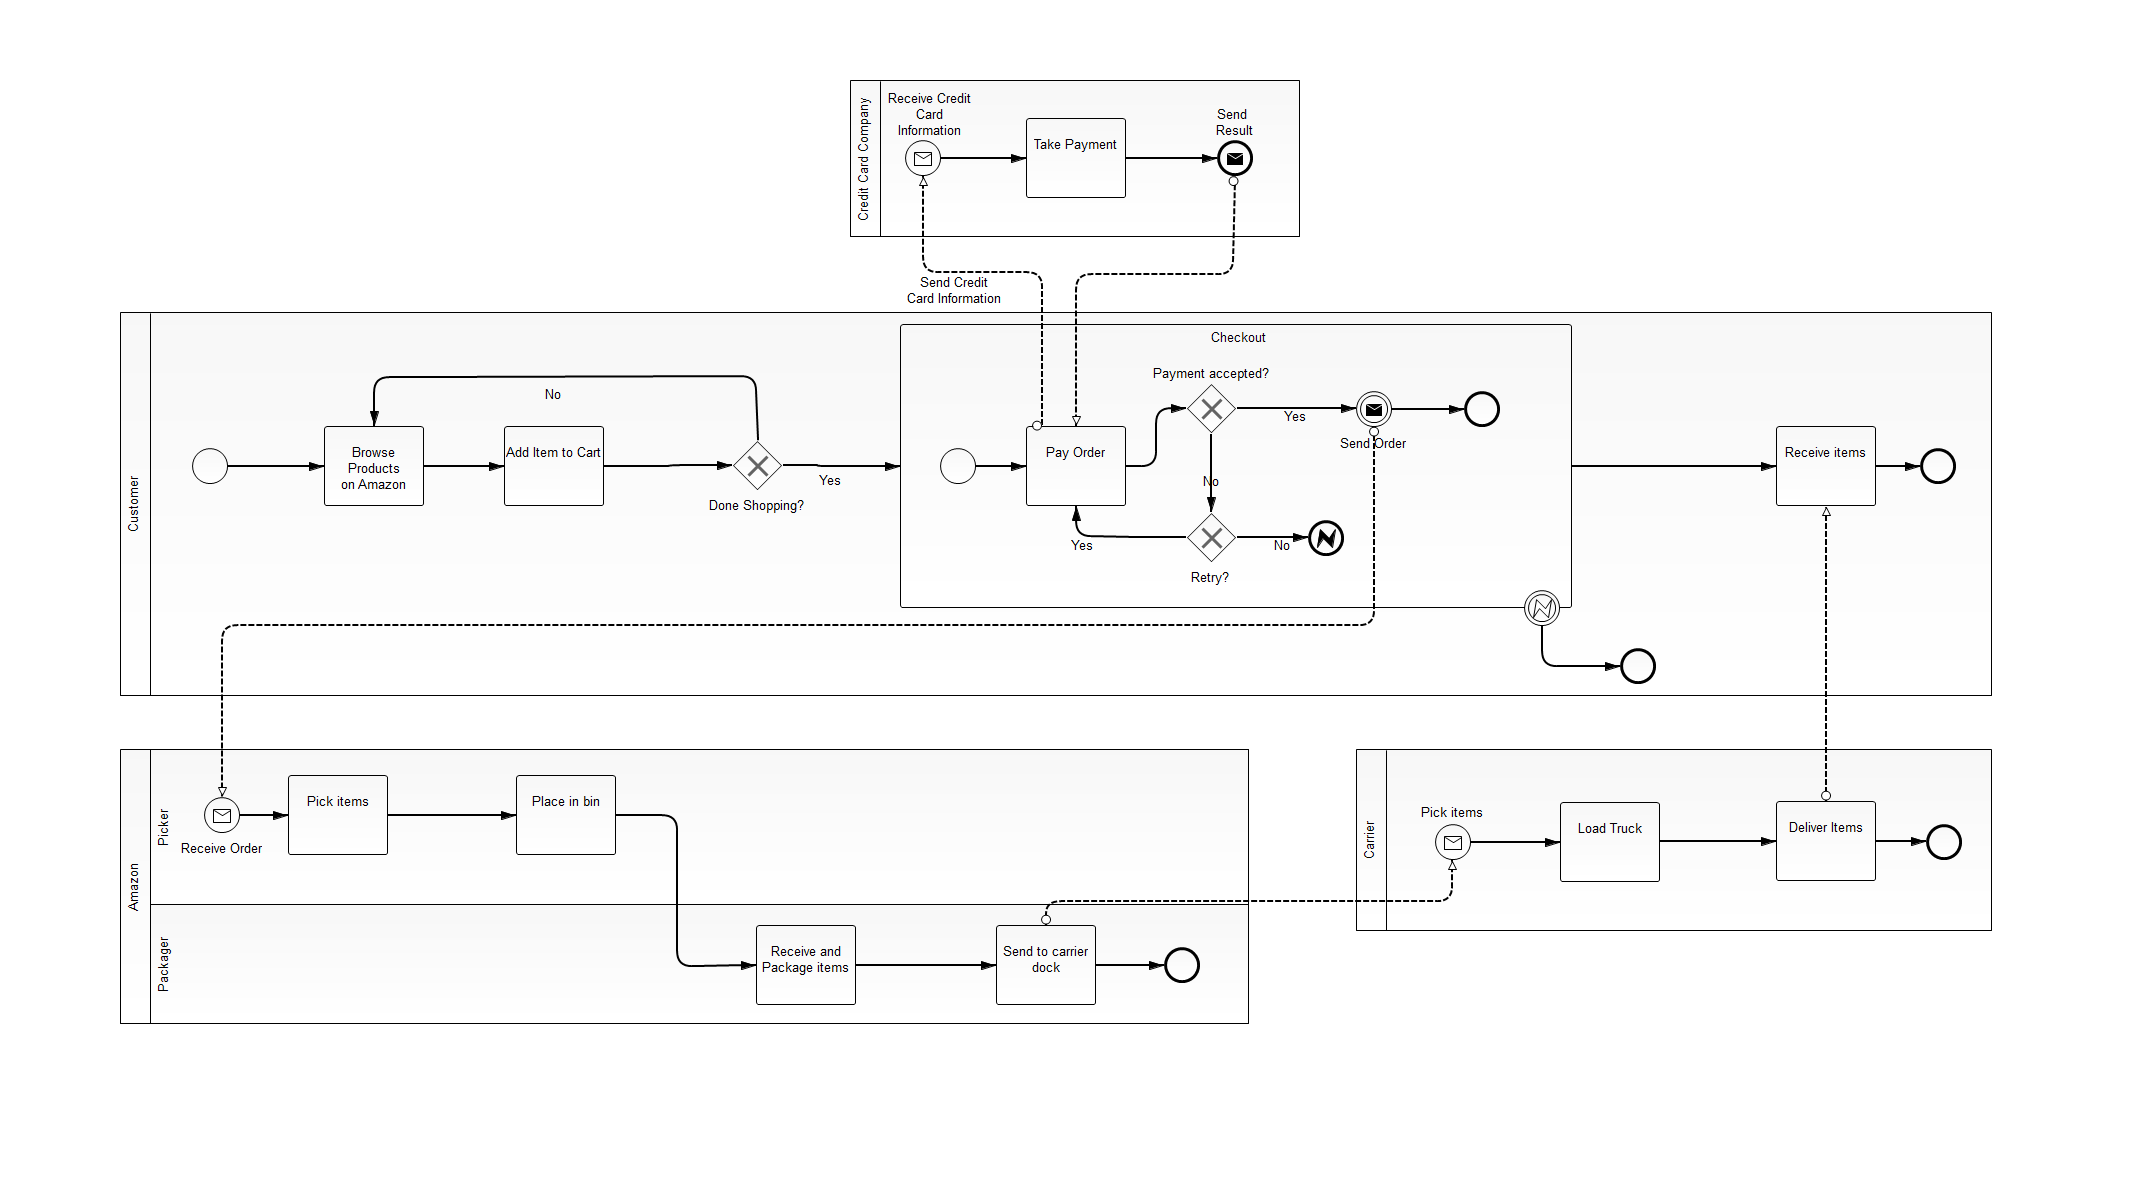 Credit Card Company
Receive Credit
Card
Information
Take Payment
Send
Result
Send Credit
Card Information
Customer
Checkout
No
Browse
Products
on Amazon
Add Item to Cart
Done Shopping?
Yes
Pay Order
Payment accepted?
Yes
Send Order
No
Yes
Retry?
No
Receive items
Amazon
Picker
Receive Order
Pick items
Place in bin
Packager
Receive and
Package items
Send to carrier
dock
Carrier
Pick items
Load Truck
Deliver Items